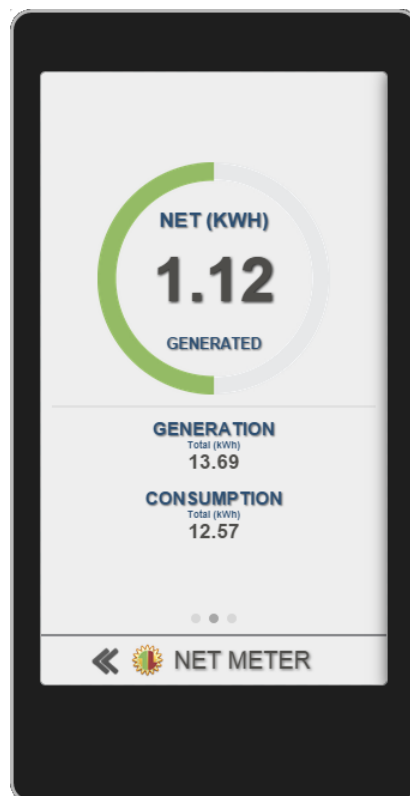 NET (KWH)
1.12
GENERATED
GENERATION
Total (kWh)
13.69
CONSUMPTION
Total (kWh)
12.57
NET METER